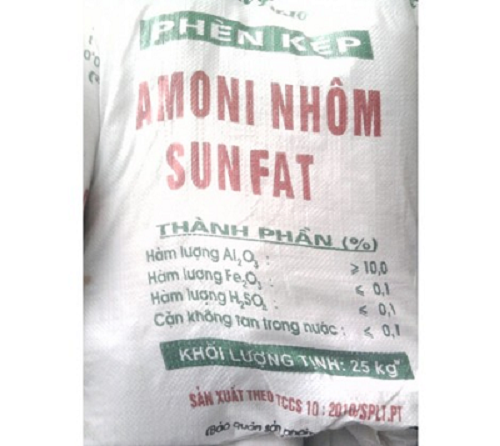 PHÈN KÉP
AMONI NHÔM
SUNFAT
THÀNH PHẦN (%)
Hàm lượng Al₂O₃ : ≥ 10,0
Hàm lượng Fe₂O₃ : ≤ 0,1
Hàm lượng H₂SO₄ : ≤ 0,1
Cặn không tan trong nước : ≤ 0,1
KHỐI LƯỢNG TỊNH: 25 kg
SẢN XUẤT THEO TCCS 10 : 2010/SPLT.PT
(Bảo quản